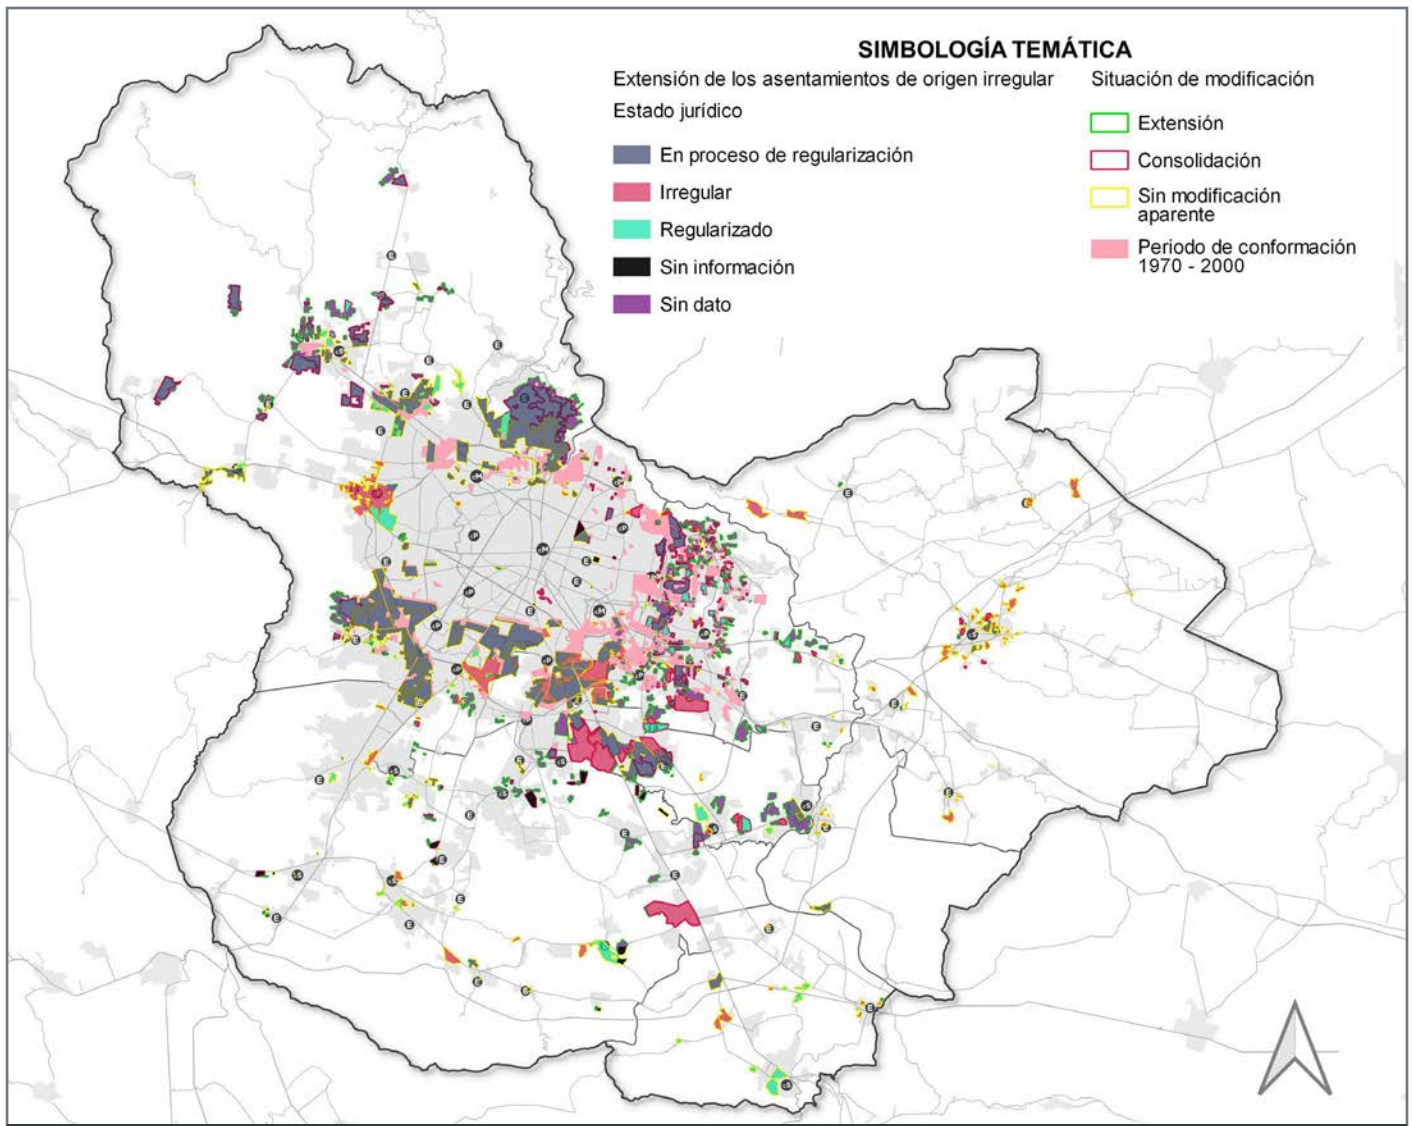 SIMBOLOGÍA TEMÁTICA
Extensión de los asentamientos de origen irregular
Estado jurídico
En proceso de regularización
Irregular
Regularizado
Sin información
Sin dato
Situación de modificación
Extensión
Consolidación
Sin modificación
aparente
Periodo de conformación
1970 - 2000